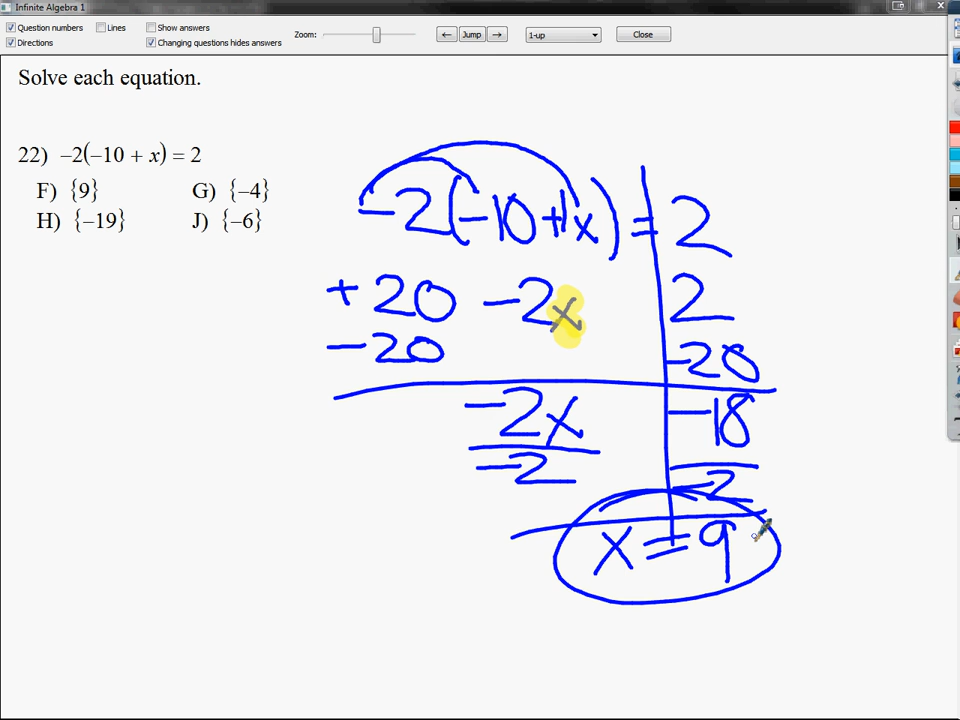 Infinite Algebra 1
Question numbers Lines Show answers
Directions Changing questions hides answers
Zoom: ← Jump → 1-up Close
Solve each equation.
22) −2(−10 + x) = 2
F) {9} G) {−4}
H) {−19} J) {−6}
−2(−10+1x) = 2
+20 −2x 2
−20 −20
−2x −18
−2 −2
x = 9